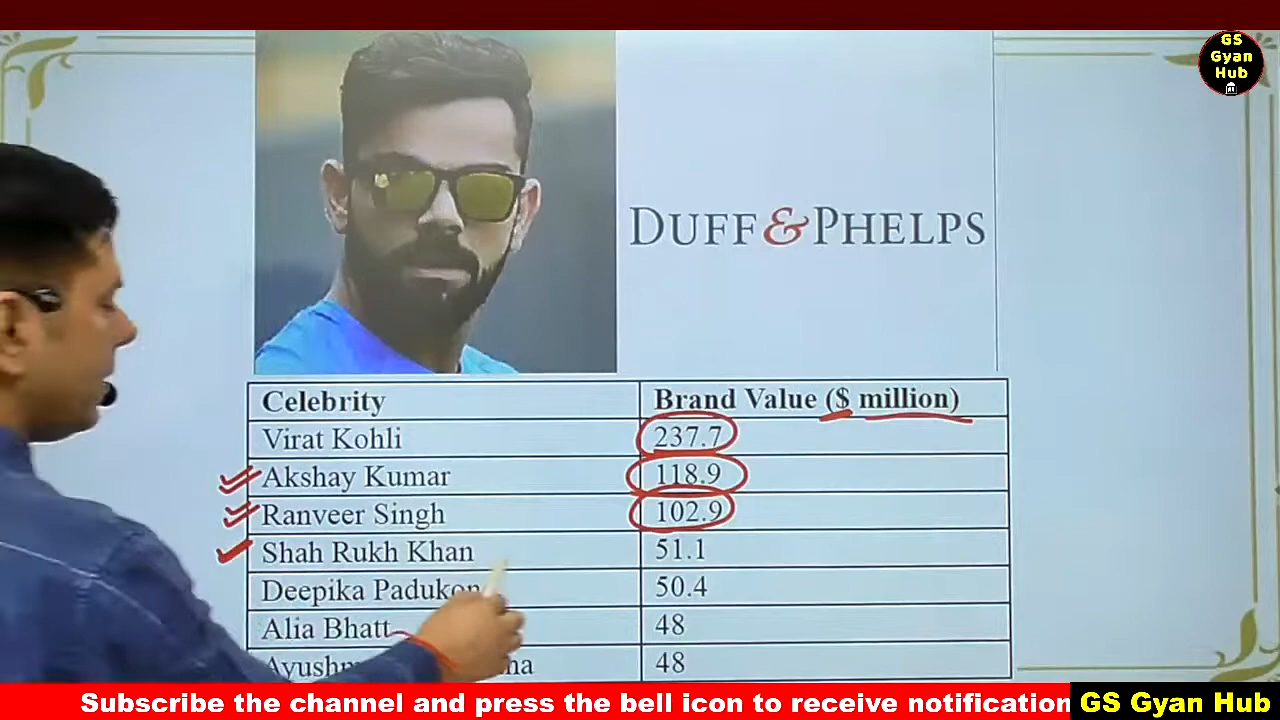 GS
Gyan
Hub
DUFF & PHELPS
Celebrity Brand Value ($ million)
Virat Kohli 237.7
Akshay Kumar 118.9
Ranveer Singh 102.9
Shah Rukh Khan 51.1
Deepika 50.4
Alia Bhatt 48
48
Subscribe the channel and press the bell icon to receive notification GS Gyan Hub